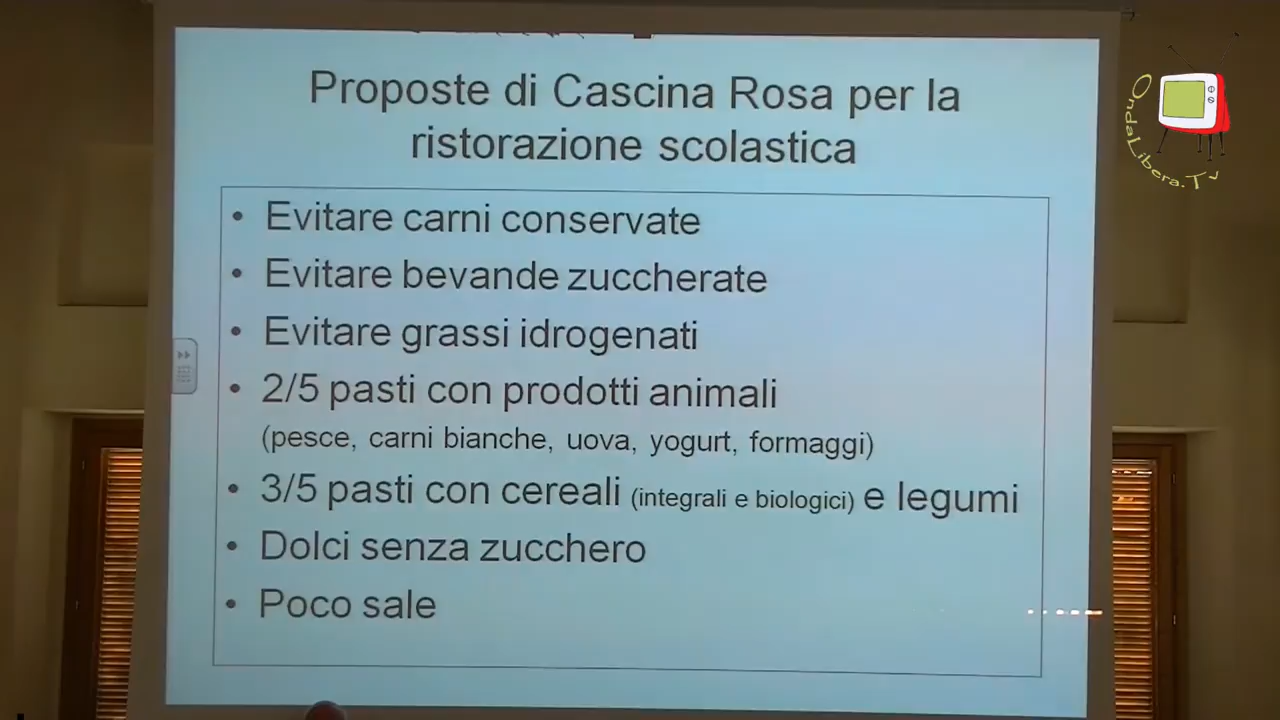 Proposte di Cascina Rosa per la
ristorazione scolastica
• Evitare carni conservate
• Evitare bevande zuccherate
• Evitare grassi idrogenati
• 2/5 pasti con prodotti animali
(pesce, carni bianche, uova, yogurt, formaggi)
• 3/5 pasti con cereali (integrali e biologici) e legumi
• Dolci senza zucchero
• Poco sale
OndaLibera.Tv